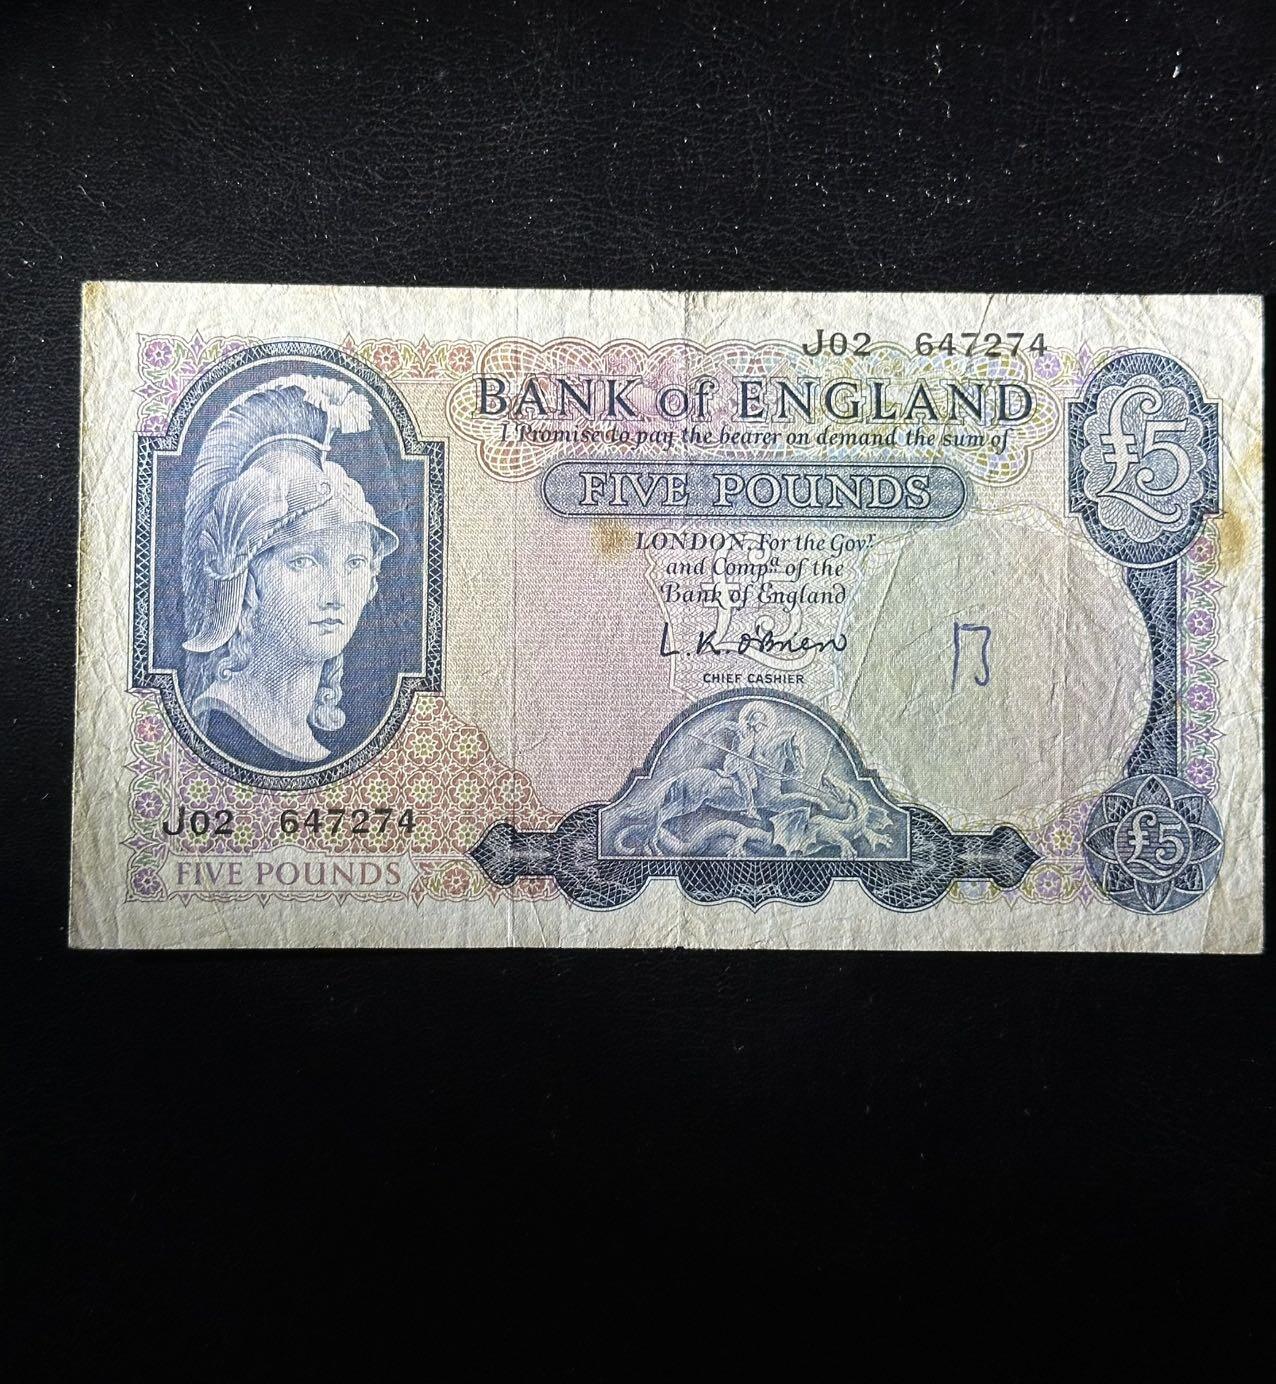 J02 647274
BANK of ENGLAND
I Promise to pay the bearer on demand the sum of
£5
FIVE POUNDS
LONDON, For the Govr
and Compa of the
Bank of England
L. K. O'Brien
CHIEF CASHIER
J02 647274
FIVE POUNDS
£5